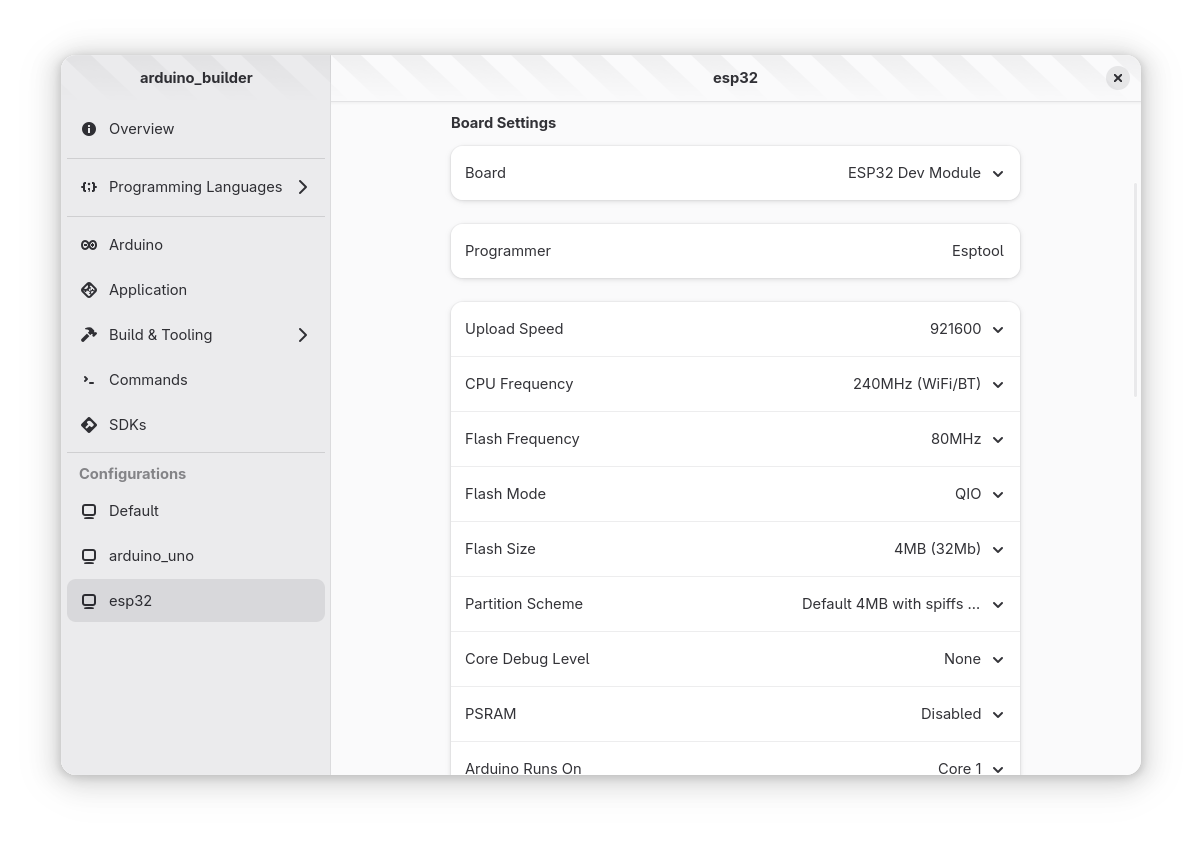 arduino_builder
Overview
Programming Languages
Arduino
Application
Build & Tooling
Commands
SDKs
Configurations
Default
arduino_uno
esp32
esp32
Board Settings
Board ESP32 Dev Module
Programmer Esptool
Upload Speed 921600
CPU Frequency 240MHz (WiFi/BT)
Flash Frequency 80MHz
Flash Mode QIO
Flash Size 4MB (32Mb)
Partition Scheme Default 4MB with spiffs ...
Core Debug Level None
PSRAM Disabled
Arduino Runs On Core 1